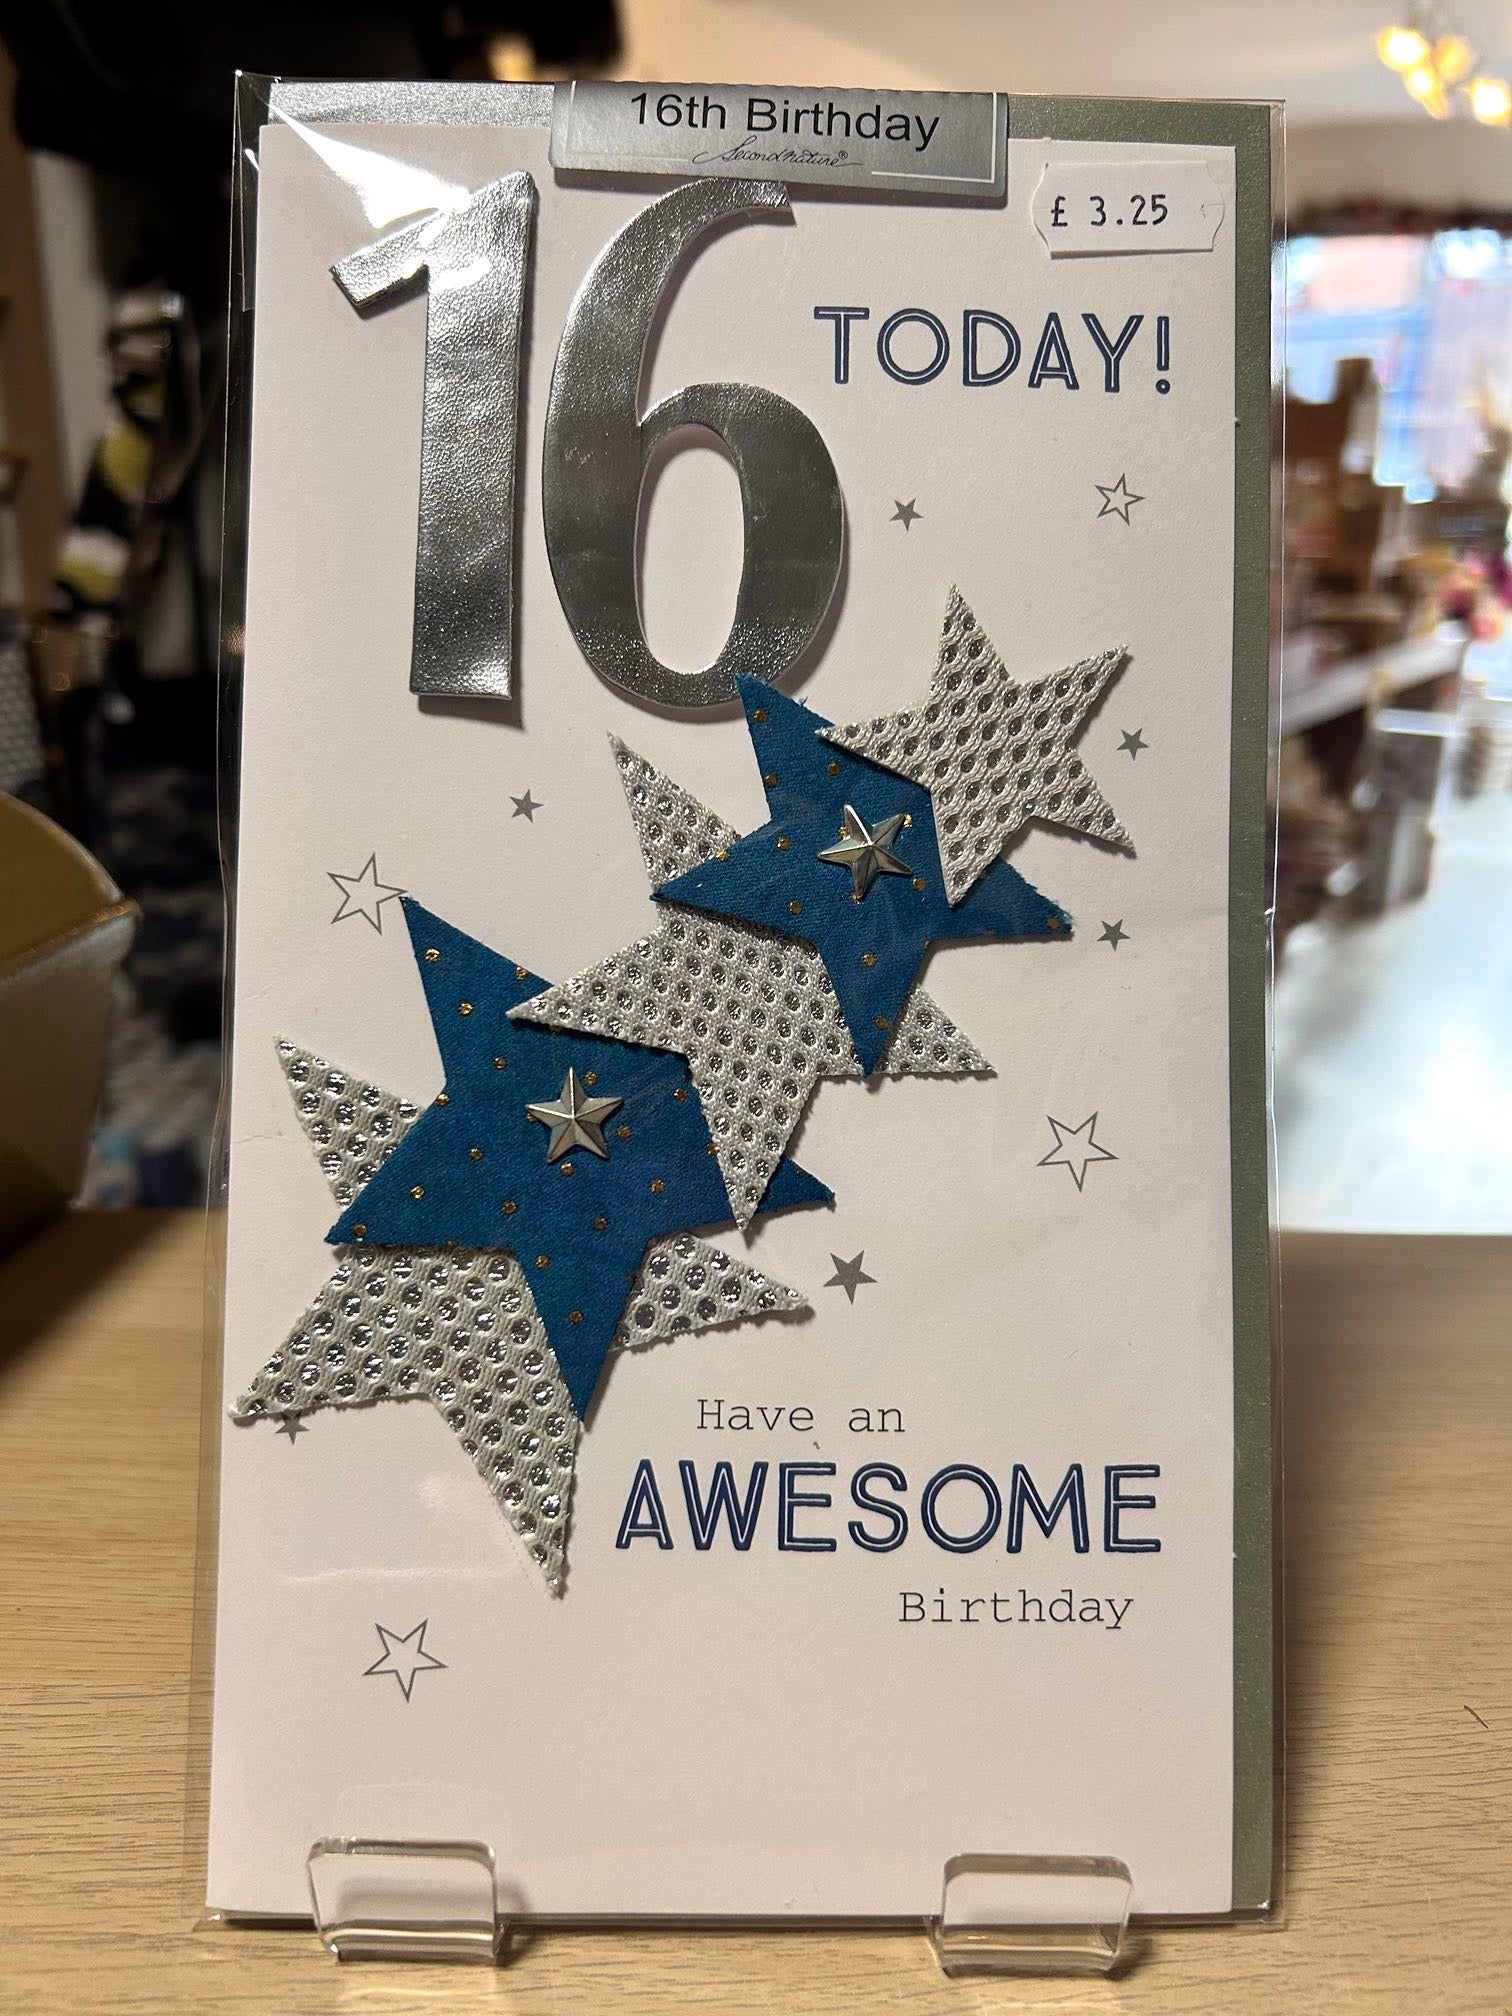 16th Birthday
Second Nature®
£ 3.25
16
TODAY!
Have an
AWESOME
Birthday